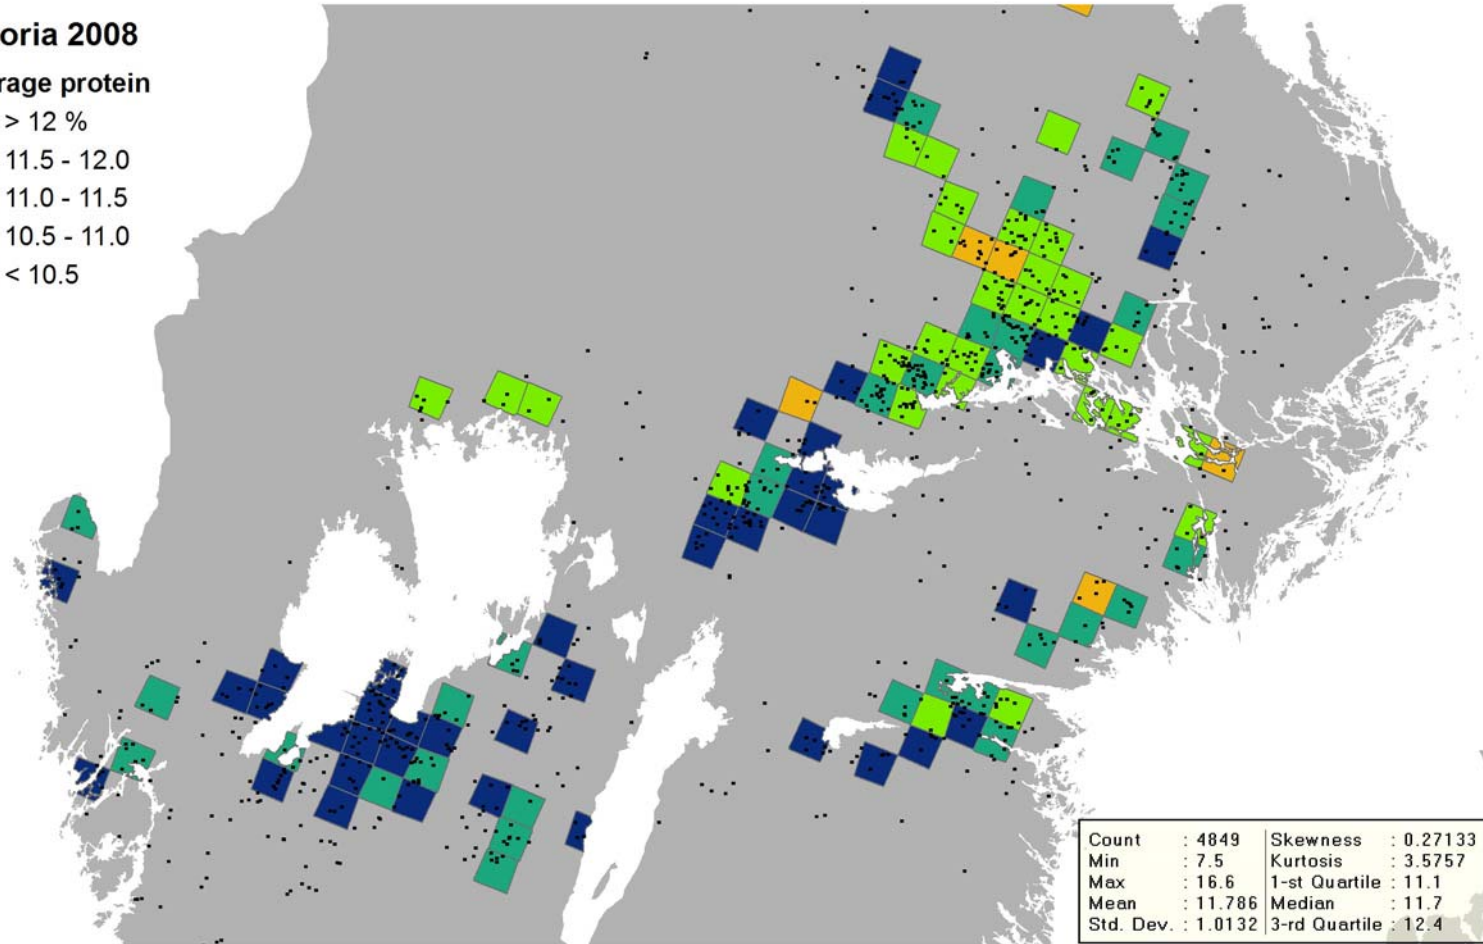 oria 2008
rage protein
> 12 %
11.5 - 12.0
11.0 - 11.5
10.5 - 11.0
< 10.5
Count : 4849 Skewness : 0.27133
Min : 7.5 Kurtosis : 3.5757
Max : 16.6 1-st Quartile : 11.1
Mean : 11.786 Median : 11.7
Std. Dev. : 1.0132 3-rd Quartile : 12.4